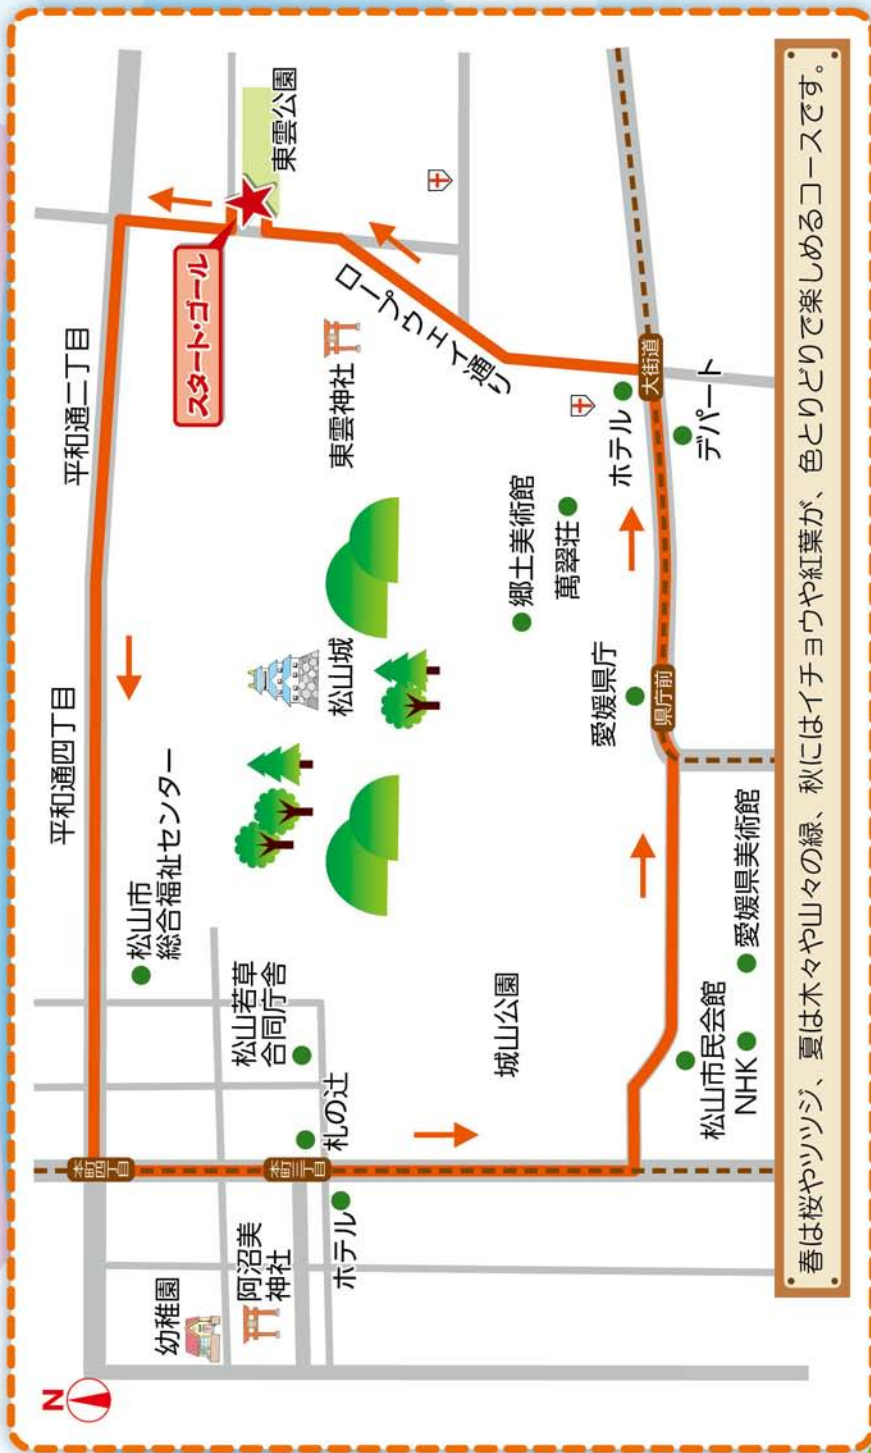 N
平和通四丁目
平和通二丁目
スタート・ゴール
東雲公園
幼稚園
阿沼美
神社
ホテル
本町四丁目
本町三丁目
札の辻
松山若草
合同庁舎
松山市
総合福祉センター
松山城
東雲神社
ロープウェイ通り
城山公園
郷土美術館
萬翠荘
愛媛県庁
県庁前
ホテル
大街道
デパート
松山市民会館
NHK
愛媛県美術館
春は桜やツツジ、夏は木々や山々の緑、秋にはイチョウや紅葉が、色とりどりで楽しめるコースです。